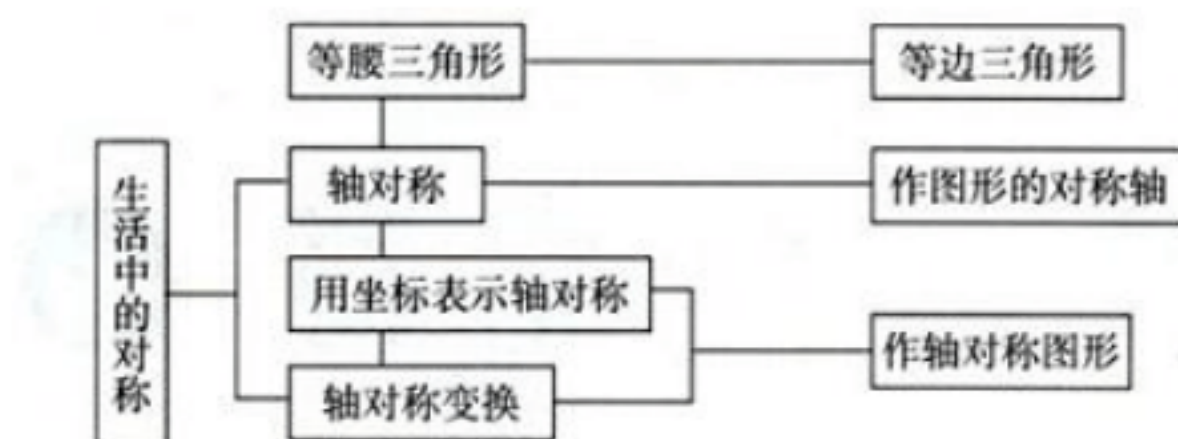 等腰三角形
等边三角形
生活中的对称
轴对称
作图形的对称轴
用坐标表示轴对称
作轴对称图形
轴对称变换